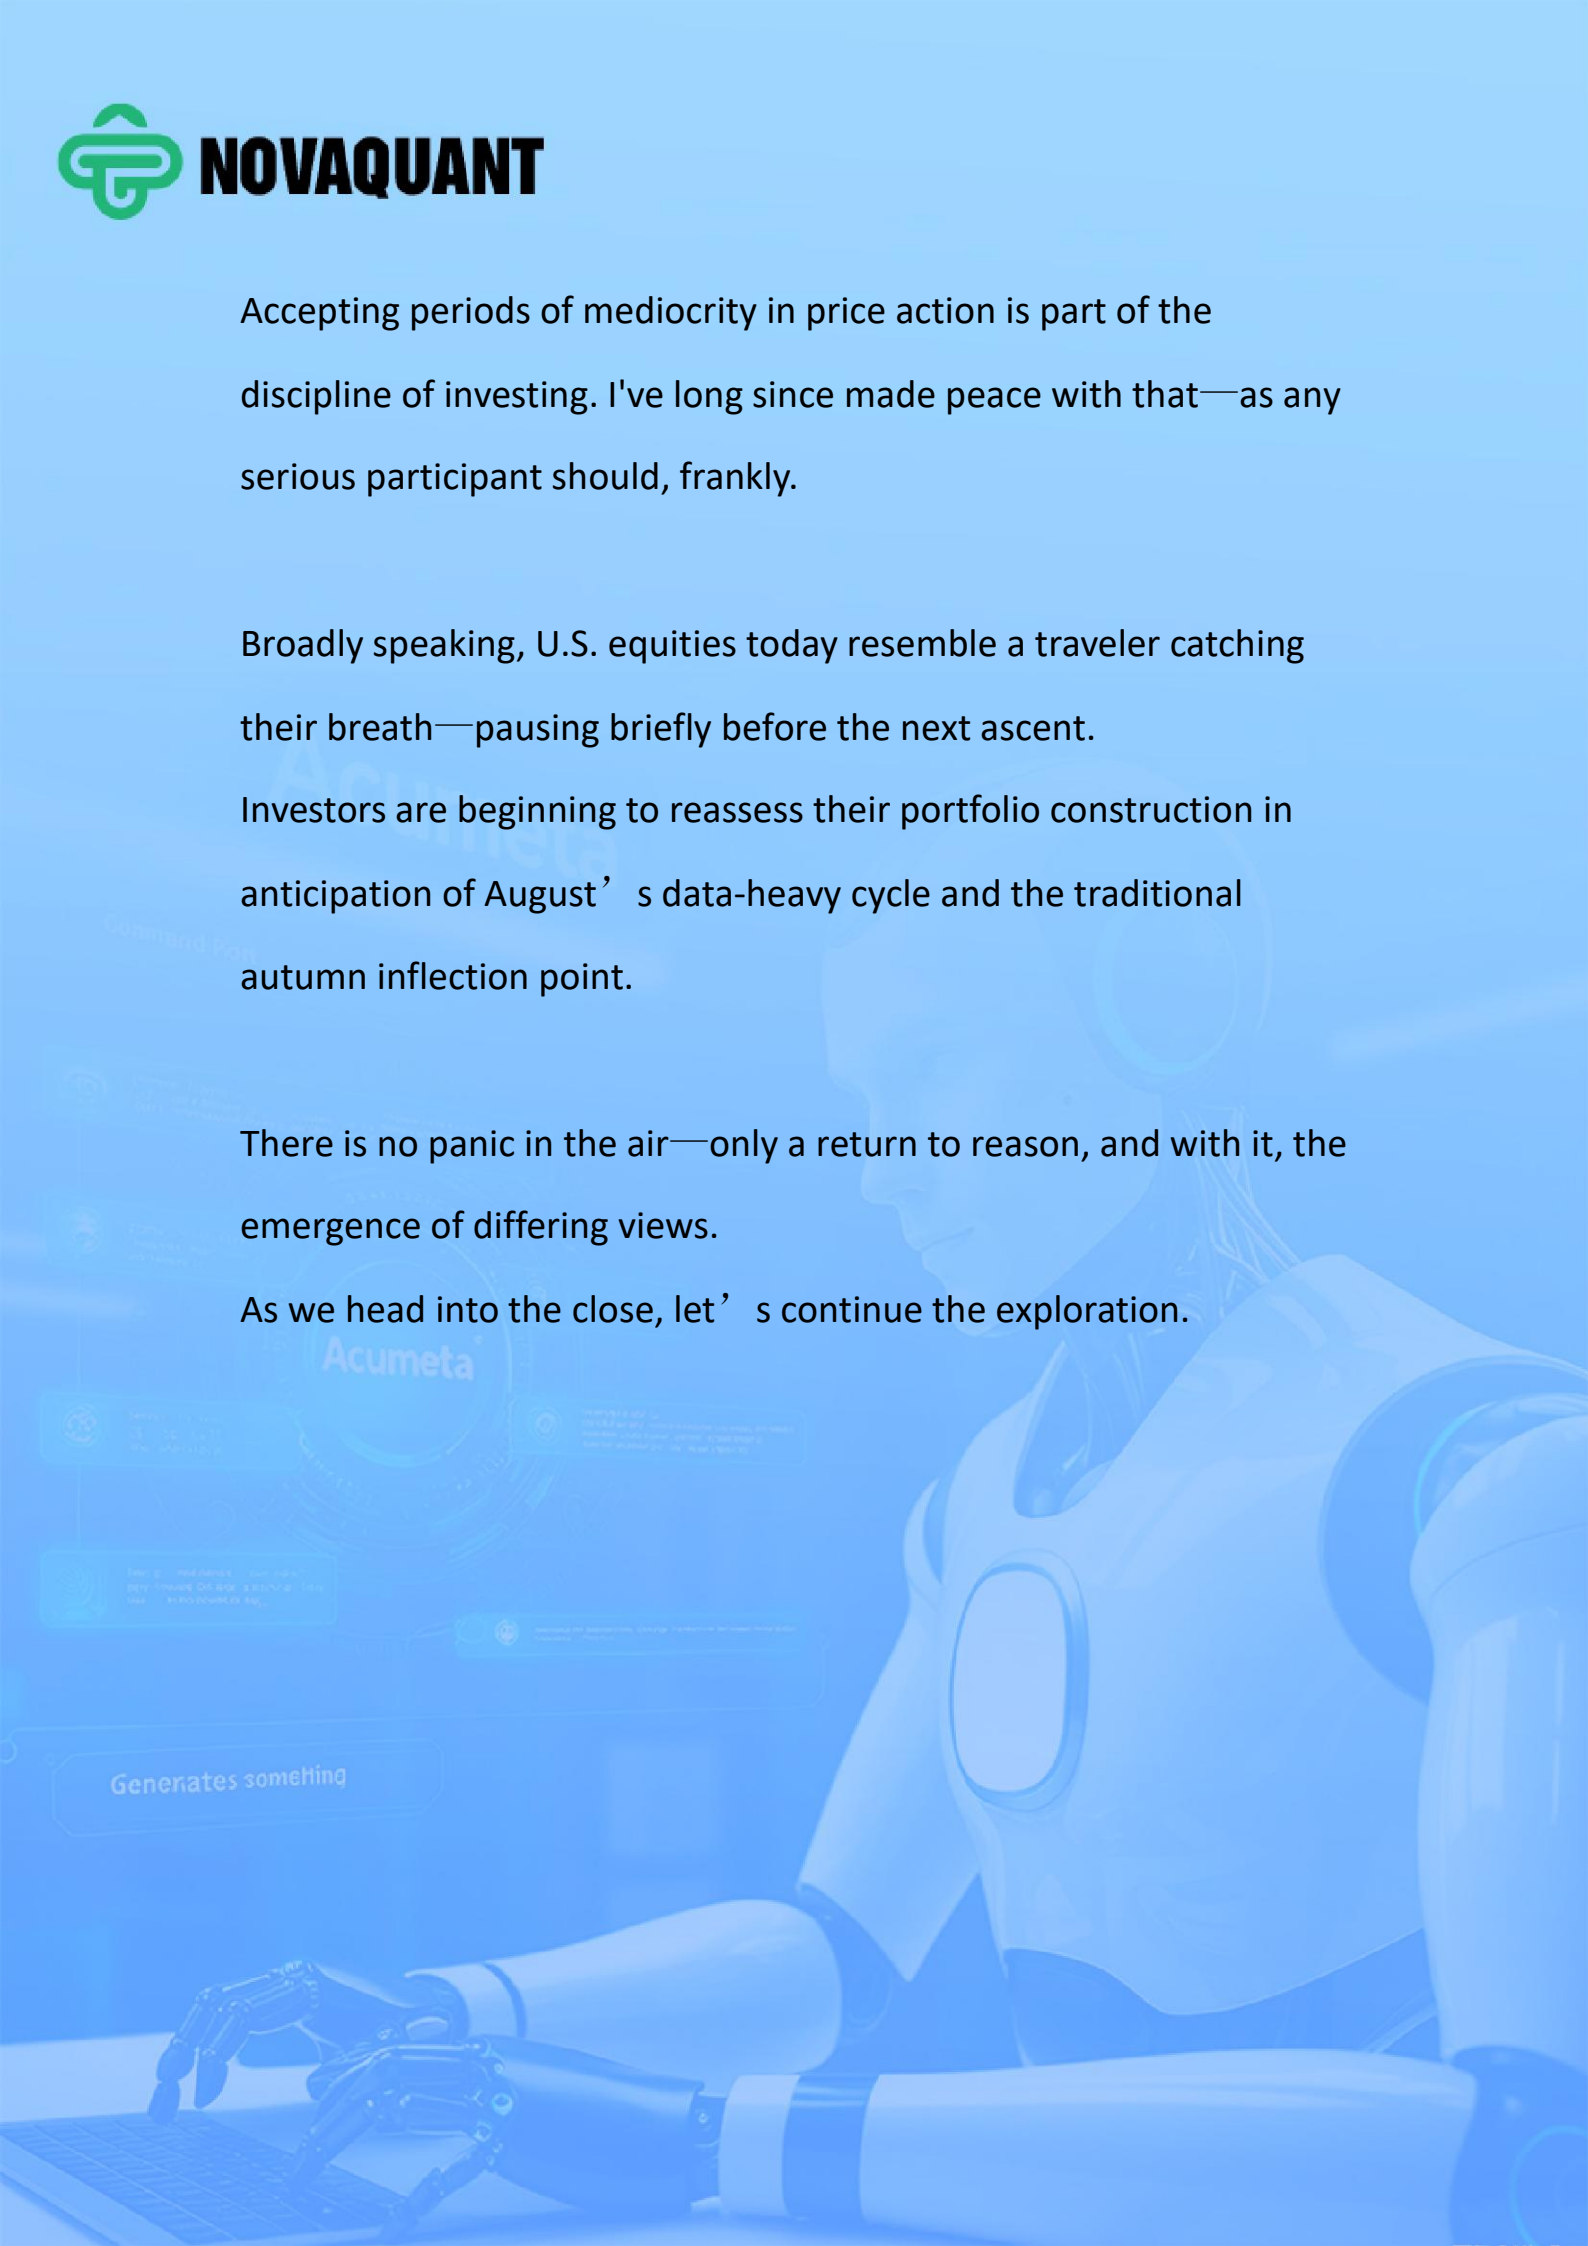 NOVAQUANT
Accepting periods of mediocrity in price action is part of the
discipline of investing. I've long since made peace with that—as any
serious participant should, frankly.
Broadly speaking, U.S. equities today resemble a traveler catching
their breath—pausing briefly before the next ascent.
Acumeta
Investors are beginning to reassess their portfolio construction in
anticipation of August’s data-heavy cycle and the traditional
autumn inflection point.
There is no panic in the air—only a return to reason, and with it, the
emergence of differing views.
As we head into the close, let’s continue the exploration.
Acumeta
Generates something